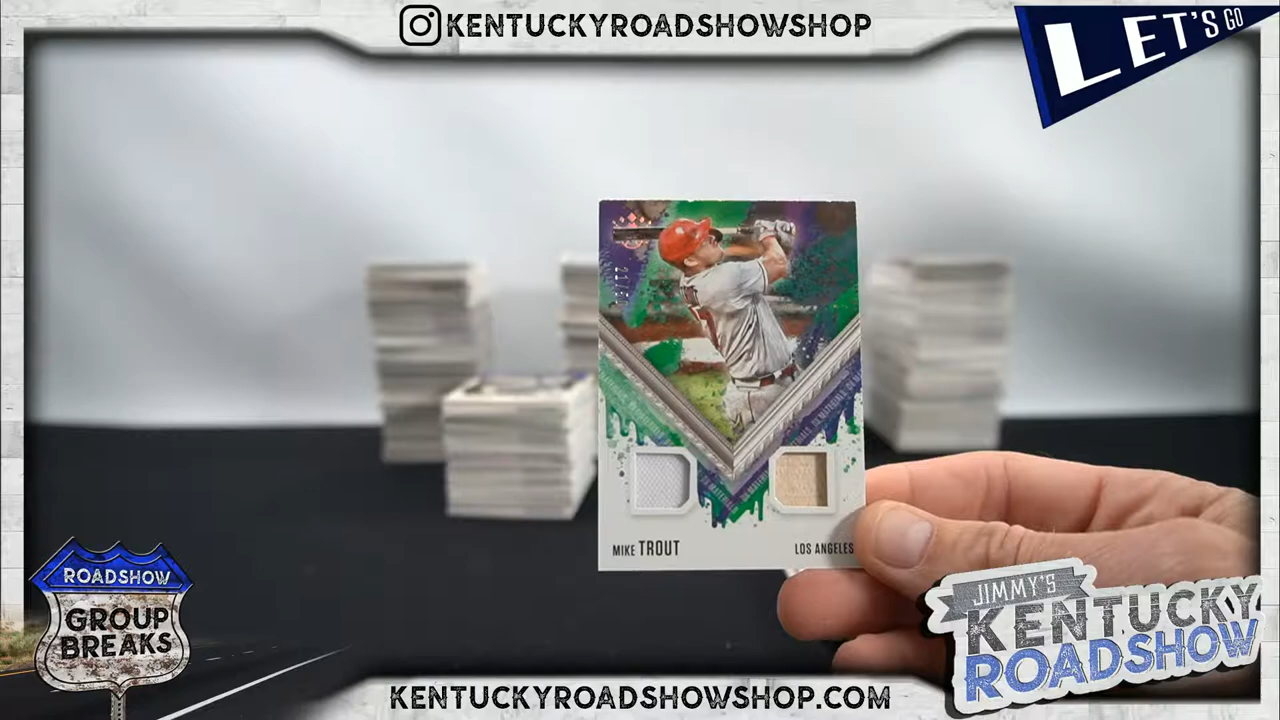 KENTUCKYROADSHOWSHOP
LET'S GO
MIKE TROUT
LOS ANGELES
ROADSHOW
GROUP
BREAKS
JIMMY'S
KENTUCKY
ROADSHOW
KENTUCKYROADSHOWSHOP.COM